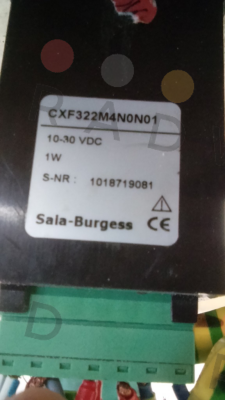 CXF322M4N0N01
10-30 VDC
1W
S-NR : 1018719081
Sala-Burgess CE